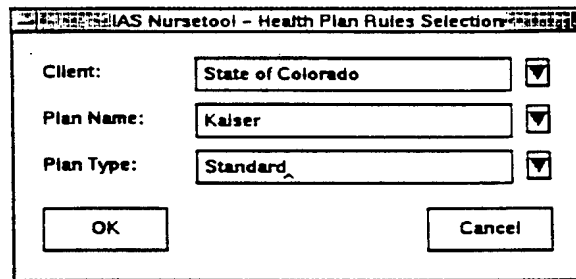 IAS Nursetool - Health Plan Rules Selection
Client: State of Colorado
Plan Name: Kaiser
Plan Type: Standard
OK Cancel